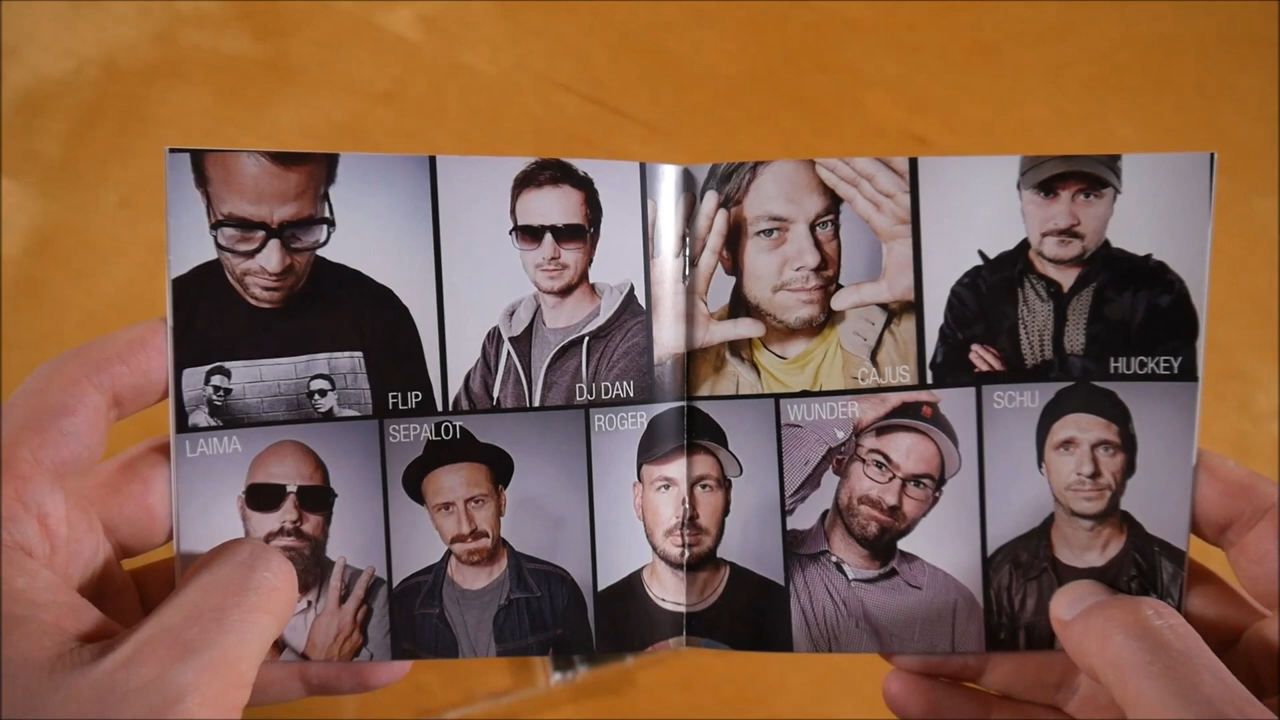 FLIP
DJ DAN
CAJUS
HUCKEY
LAIMA
SEPALOT
ROGER
WUNDER
SCHU